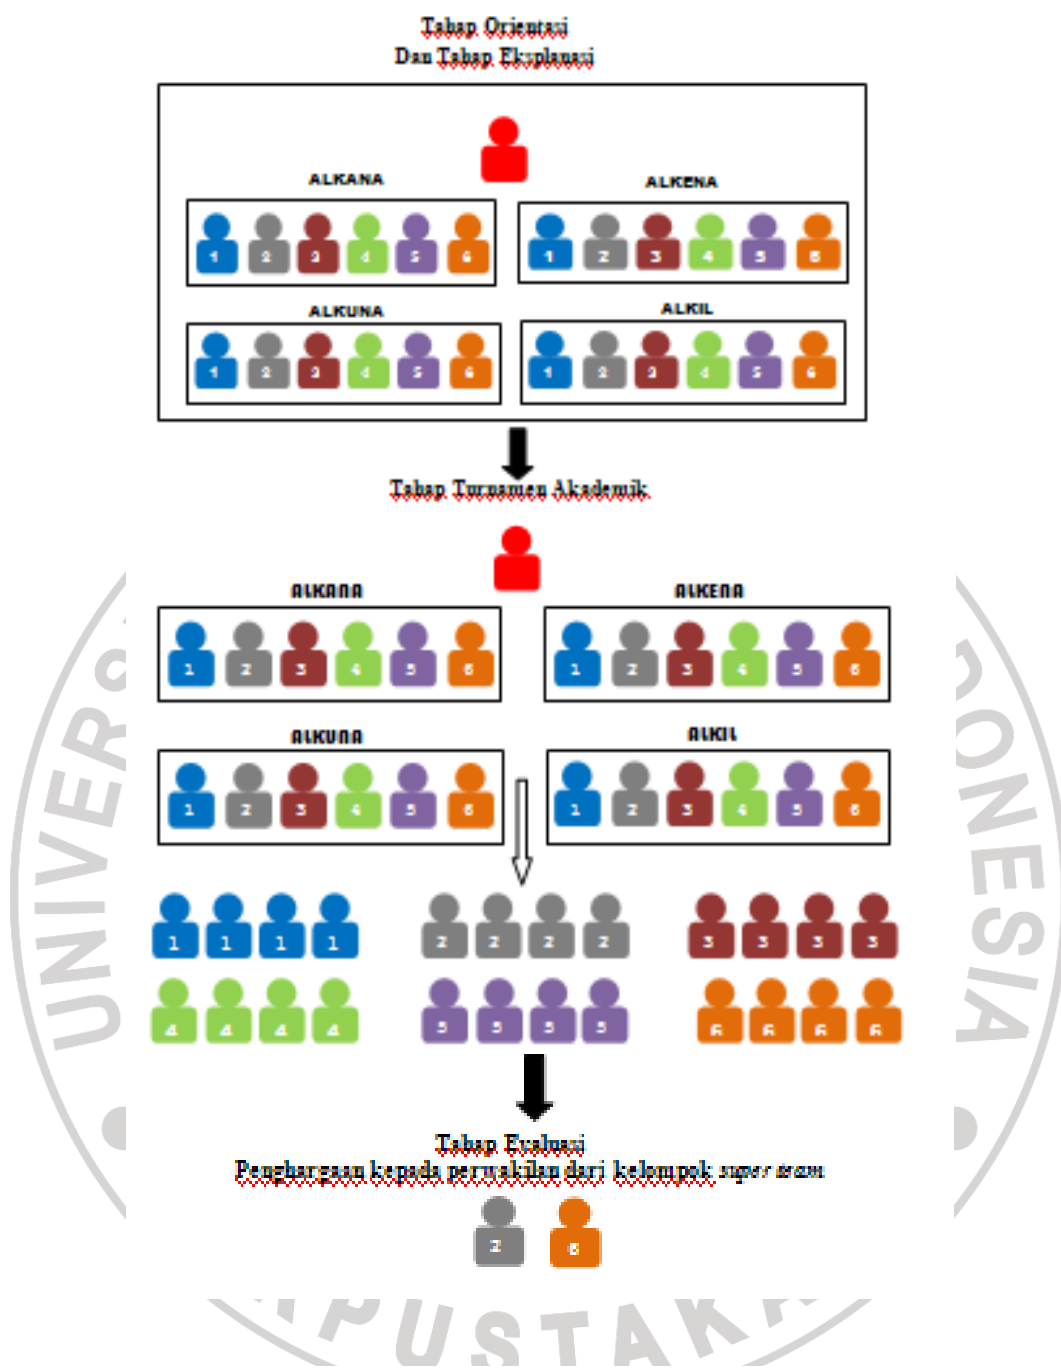 Tahap Orientasi
Dan Tahap Eksplanasi
ALKANA
ALKENA
1 2 3 4 5 6
1 2 3 4 5 6
ALKUNA
ALKIL
1 2 3 4 5 6
1 2 3 4 5 6
Tahap Turnamen Akademik
ALKANA
ALKENA
1 2 3 4 5 6
1 2 3 4 5 6
ALKUNA
ALKIL
1 2 3 4 5 6
1 2 3 4 5 6
1 1 1 1
2 2 2 2
3 3 3 3
4 4 4 4
5 5 5 5
6 6 6 6
Tahap Evaluasi
Penghargaan kepada perwakilan dari kelompok super team
2 6
UNIVERS
DONESIA
PUSTAKA